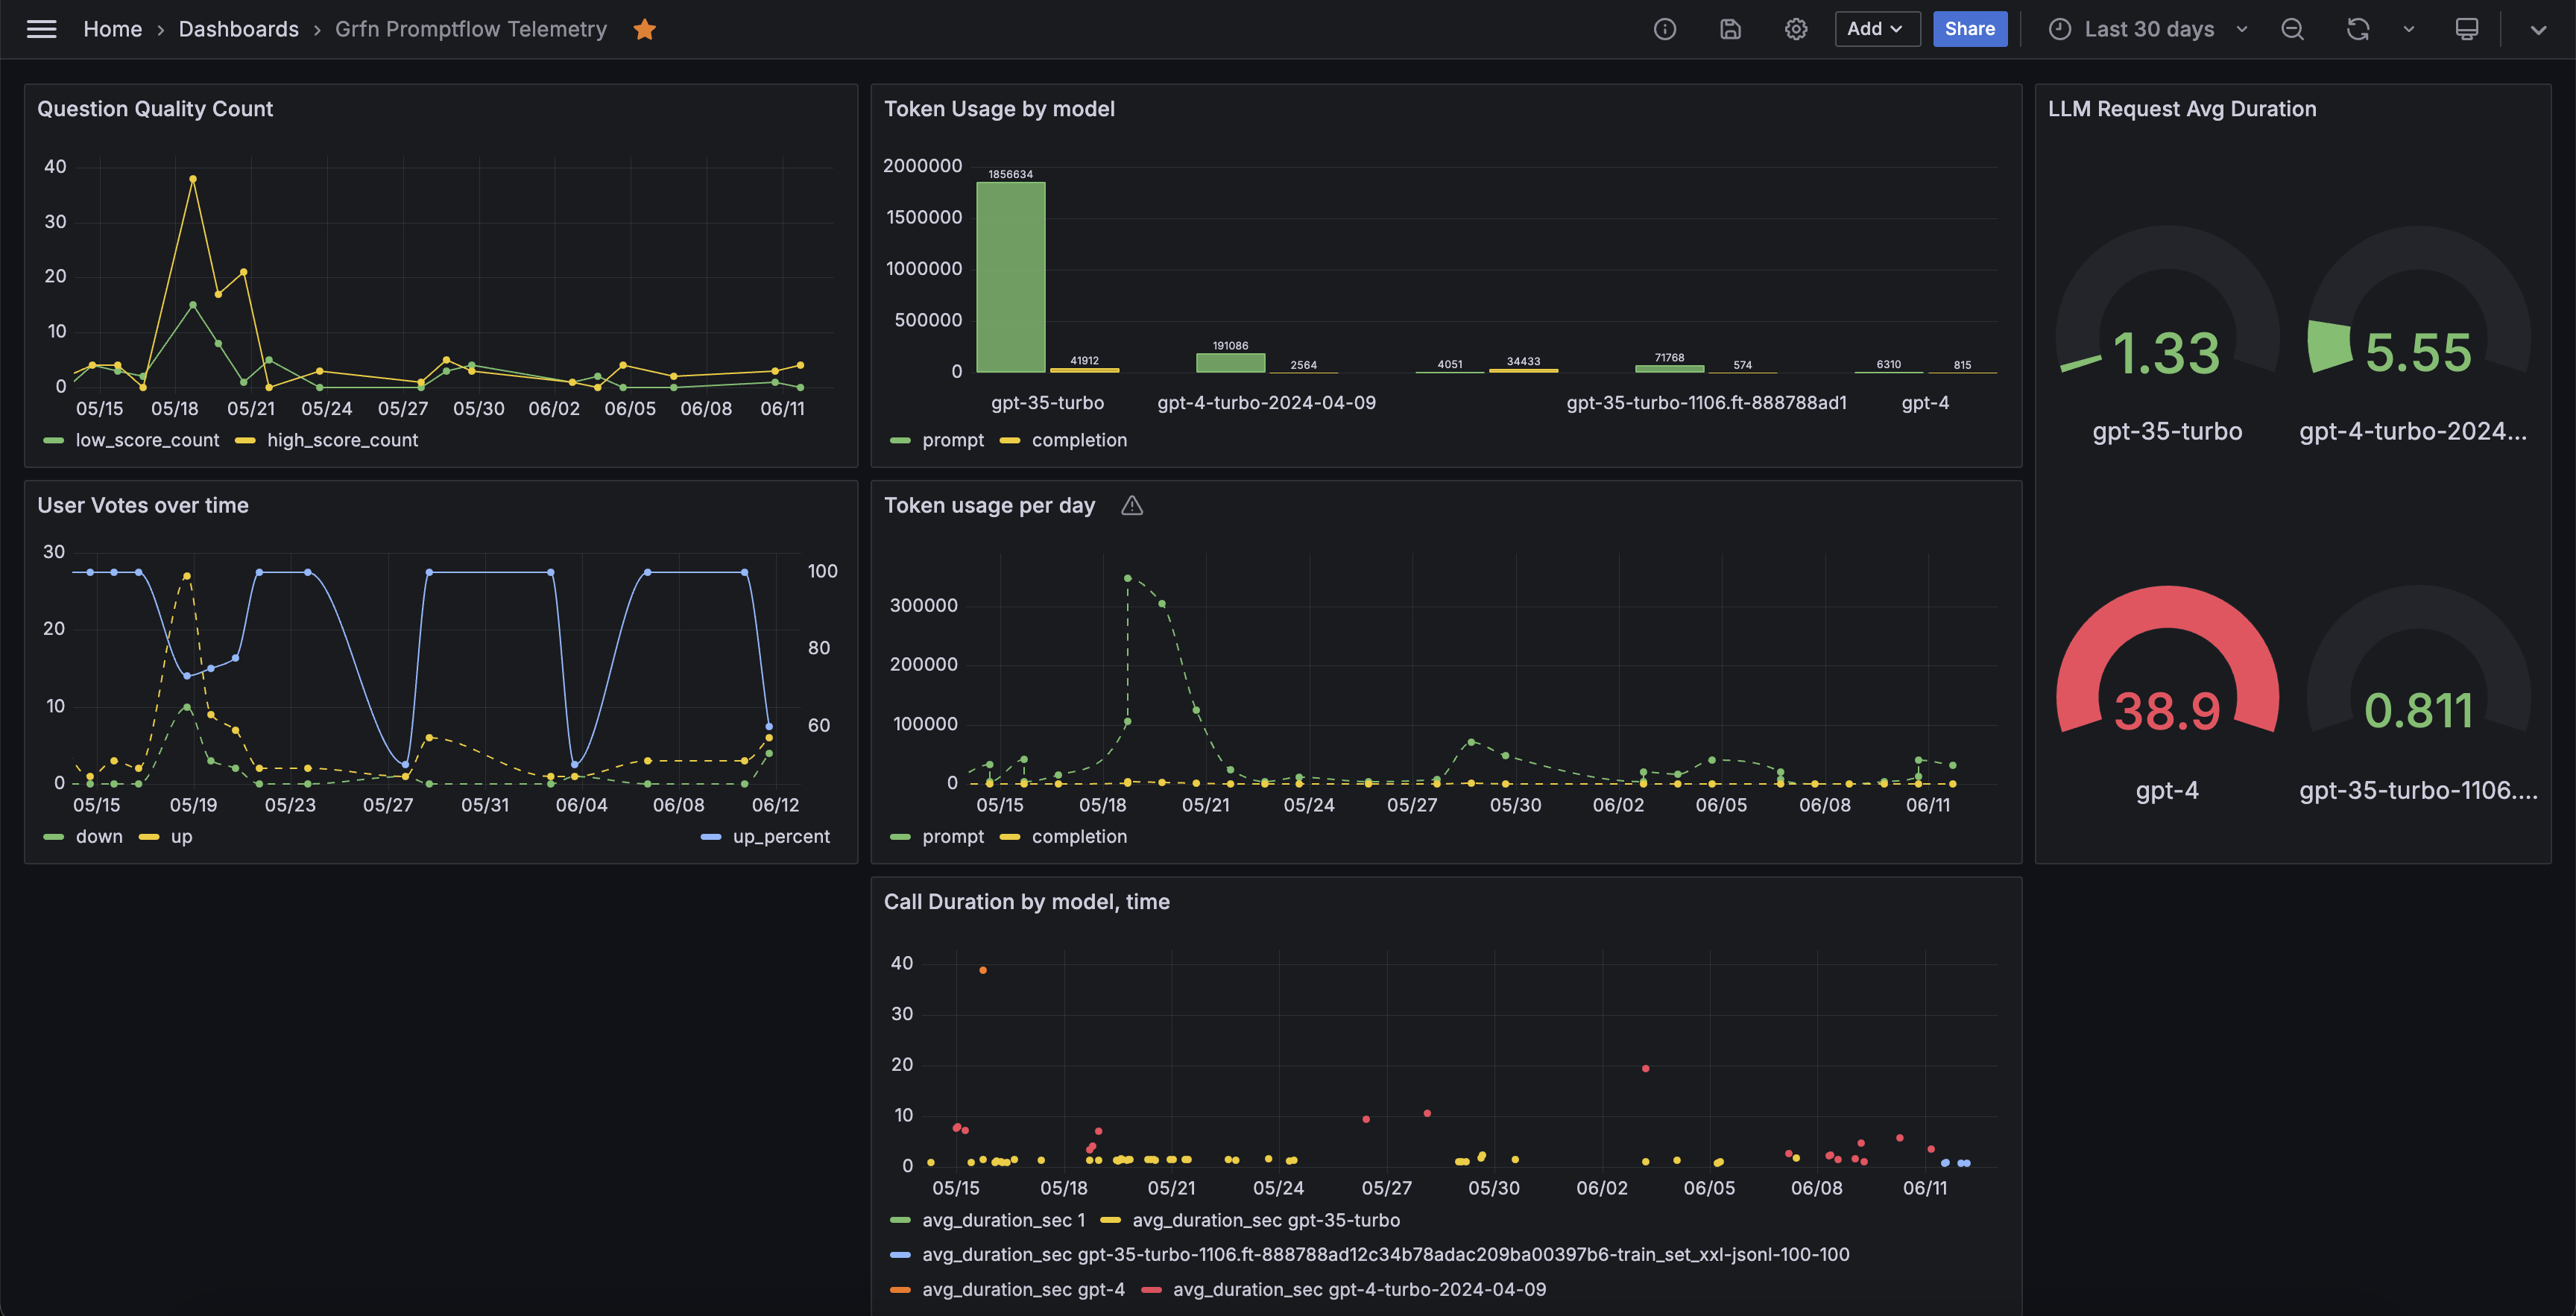 Home › Dashboards › Grfn Promptflow Telemetry
Add
Share
Last 30 days
Question Quality Count
40
30
20
10
0
05/15 05/18 05/21 05/24 05/27 05/30 06/02 06/05 06/08 06/11
low_score_count high_score_count
Token Usage by model
2000000
1500000
1000000
500000
0
1856634
41912
191086
2564
4051
34433
71768
574
6310
815
gpt-35-turbo gpt-4-turbo-2024-04-09 gpt-35-turbo-1106.ft-888788ad1 gpt-4
prompt completion
LLM Request Avg Duration
1.33
gpt-35-turbo
5.55
gpt-4-turbo-2024...
38.9
gpt-4
0.811
gpt-35-turbo-1106....
User Votes over time
30
20
10
0
100
80
60
05/15 05/19 05/23 05/27 05/31 06/04 06/08 06/12
down up up_percent
Token usage per day
300000
200000
100000
0
05/15 05/18 05/21 05/24 05/27 05/30 06/02 06/05 06/08 06/11
prompt completion
Call Duration by model, time
40
30
20
10
0
05/15 05/18 05/21 05/24 05/27 05/30 06/02 06/05 06/08 06/11
avg_duration_sec 1 avg_duration_sec gpt-35-turbo
avg_duration_sec gpt-35-turbo-1106.ft-888788ad12c34b78adac209ba00397b6-train_set_xxl-jsonl-100-100
avg_duration_sec gpt-4 avg_duration_sec gpt-4-turbo-2024-04-09